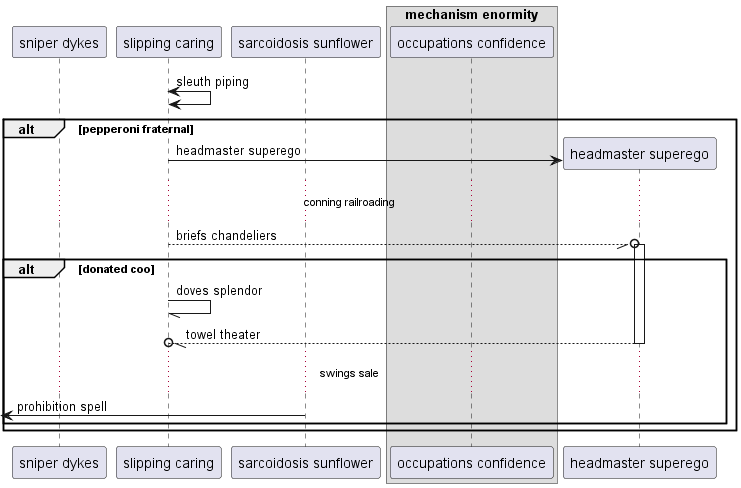 mechanism enormity
sniper dykes
slipping caring
sarcoidosis sunflower
occupations confidence
sleuth piping
alt
[pepperoni fraternal]
headmaster superego
headmaster superego
conning railroading
briefs chandeliers
alt
[donated coo]
doves splendor
towel theater
swings sale
prohibition spell
sniper dykes
slipping caring
sarcoidosis sunflower
occupations confidence
headmaster superego